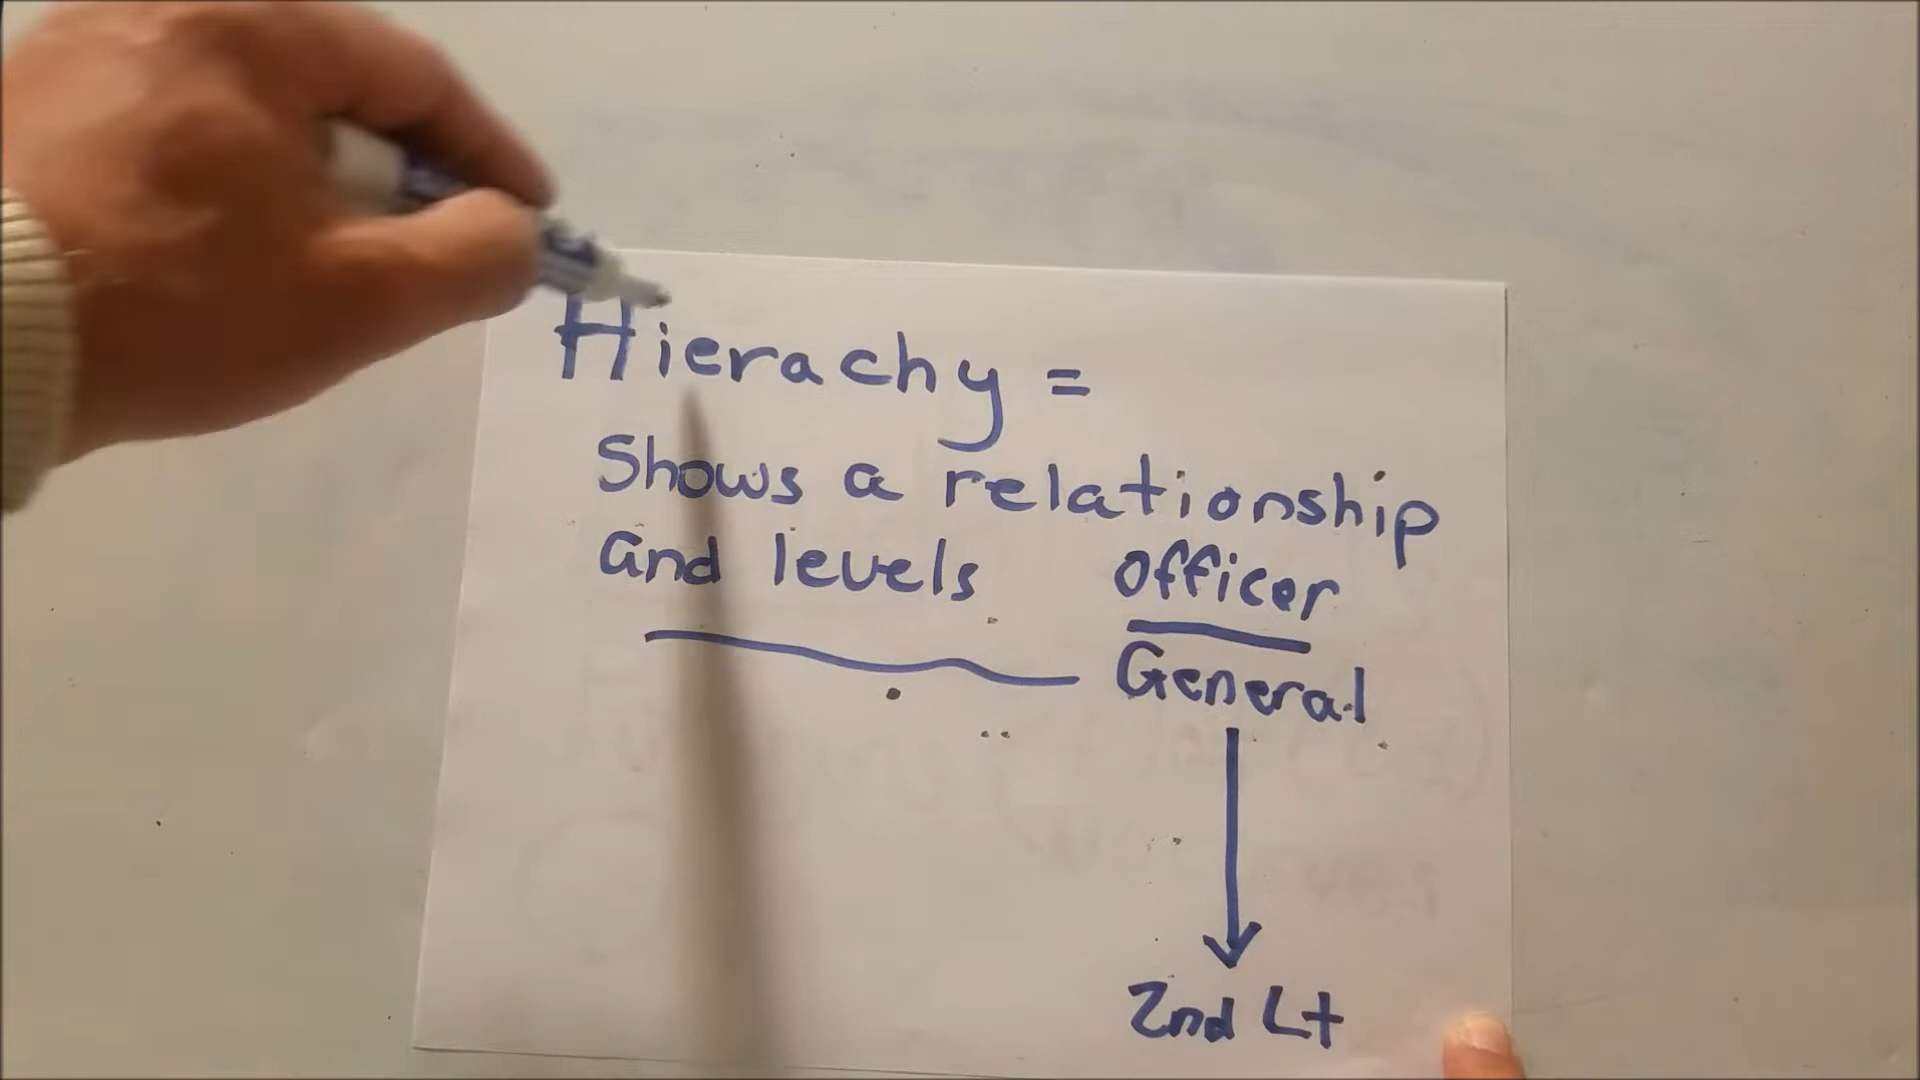 Hierachy =
Shows a relationship
and levels
officer
General
2nd Lt